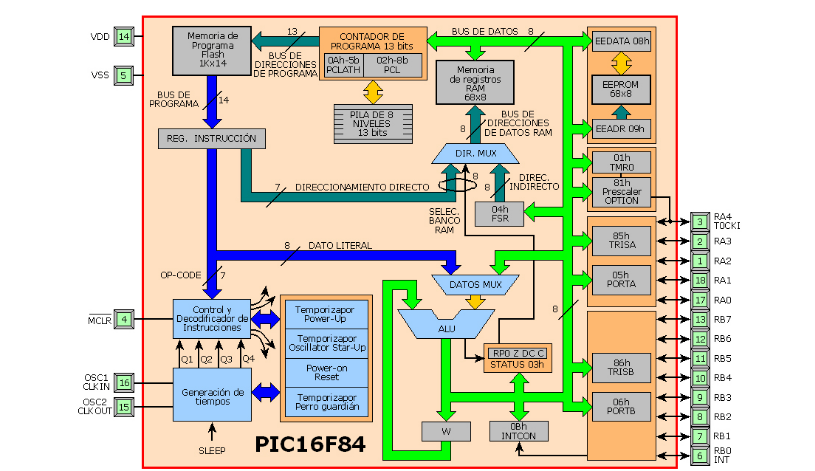 VDD 14
VSS 5
Memoria de
Programa
Flash
1Kx14
13
BUS DE
DIRECCIONES
DE PROGRAMA
CONTADOR DE
PROGRAMA 13 bits
0Ah-5b
PCLATH
02h-8b
PCL
PILA DE 8
NIVELES
13 bits
BUS DE DATOS 8
Memoria
de registros
RAM
68x8
EEDATA 08h
EEPROM
68x8
EEADR 09h
BUS DE
PROGRAMA
14
REG. INSTRUCCIÓN
8
BUS DE
DIRECCIONES
DE DATOS RAM
DIR. MUX
7 DIRECCIONAMIENTO DIRECTO
8
8
DIREC.
INDIRECTO
SELEC.
BANCO
RAM
04h
FSR
01h
TMR0
81h
Prescaler
OPTION
85h
TRISA
05h
PORTA
8 DATO LITERAL
OP-CODE 7
DATOS MUX
ALU
8
RP0 Z DC C
STATUS 03h
86h
TRISB
06h
PORTB
W
0Bh
INTCON
MCLR 4
Control y
Decodificador de
Instrucciones
Q1 Q2 Q3 Q4
OSC1
CLKIN
16
OSC2
CLKOUT
15
Generación de
tiempos
SLEEP
Temporizapor
Power-Up
Temporizapor
Oscillator Star-Up
Power-on
Reset
Temporizapor
Perro guardián
PIC16F84
3 RA4
TOCKI
2 RA3
1 RA2
18 RA1
17 RA0
13 RB7
12 RB6
11 RB5
10 RB4
9 RB3
8 RB2
7 RB1
6 RB0
INT